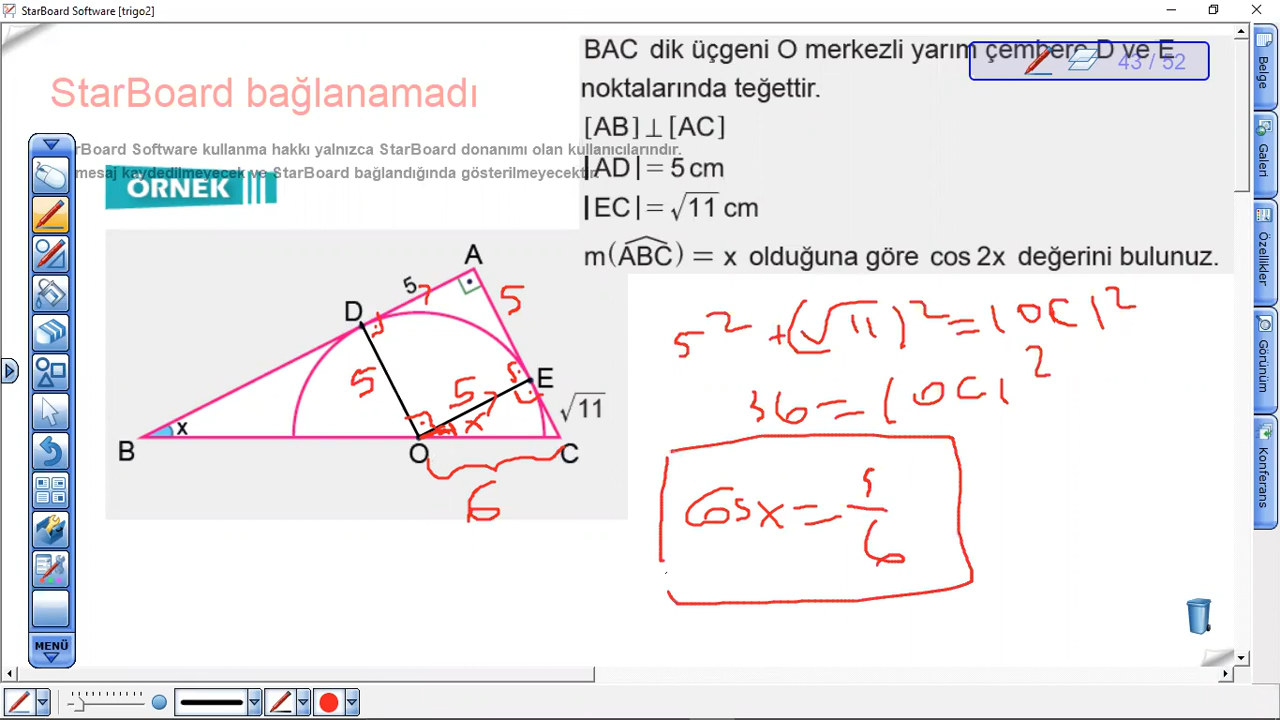 StarBoard Software [trigo2]
BAC dik üçgeni O merkezli yarım çembere D ve E
43 / 52
noktalarında teğettir.
StarBoard bağlanamadı
[AB] ⊥ [AC]
rBoard Software kullanma hakkı yalnızca StarBoard donanımı olan kullanıcılarındır.
mesaj kaydedilmeyecek ve StarBoard bağlandığında gösterilmeyecektir.
|AD| = 5 cm
ÖRNEK
|EC| = √11 cm
m(ABC) = x olduğuna göre cos 2x değerini bulunuz.
A
5
5
D
5
5
E
√11
x
x
B
O
C
6
5² + (√11)² = |OC|²
36 = |OC|²
Cosx = 5/6
MENÜ
Belge
Galeri
Özellikler
Görünüm
Konferans